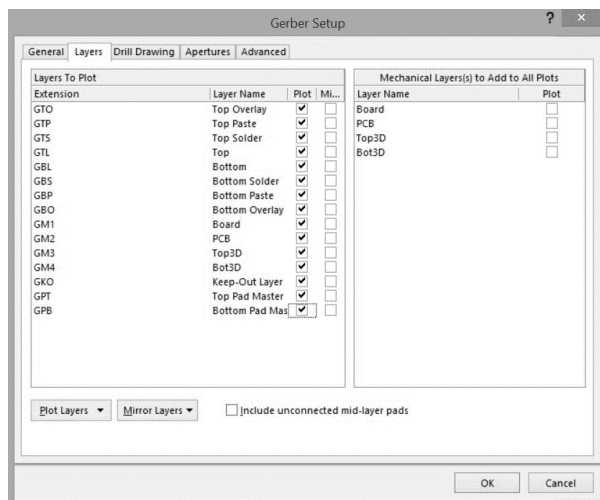 Gerber Setup
? ×
General Layers Drill Drawing Apertures Advanced
Layers To Plot
Extension Layer Name Plot Mi...
GTO Top Overlay
GTP Top Paste
GTS Top Solder
GTL Top
GBL Bottom
GBS Bottom Solder
GBP Bottom Paste
GBO Bottom Overlay
GM1 Board
GM2 PCB
GM3 Top3D
GM4 Bot3D
GKO Keep-Out Layer
GPT Top Pad Master
GPB Bottom Pad Mas
Mechanical Layers(s) to Add to All Plots
Layer Name Plot
Board
PCB
Top3D
Bot3D
Plot Layers Mirror Layers Include unconnected mid-layer pads
OK Cancel